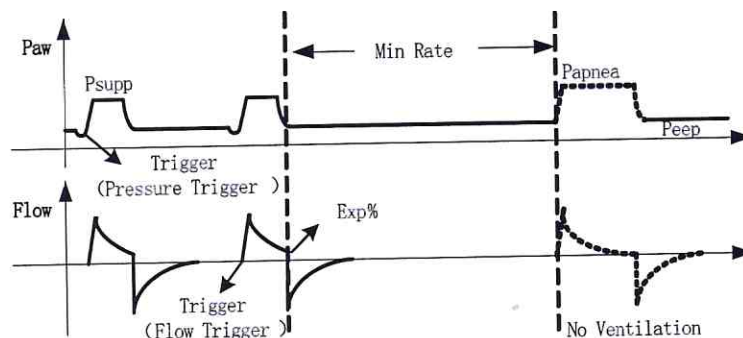 Paw
Psupp
Min Rate
Papnea
Peep
Trigger
(Pressure Trigger )
Flow
Exp%
Trigger
(Flow Trigger )
No Ventilation